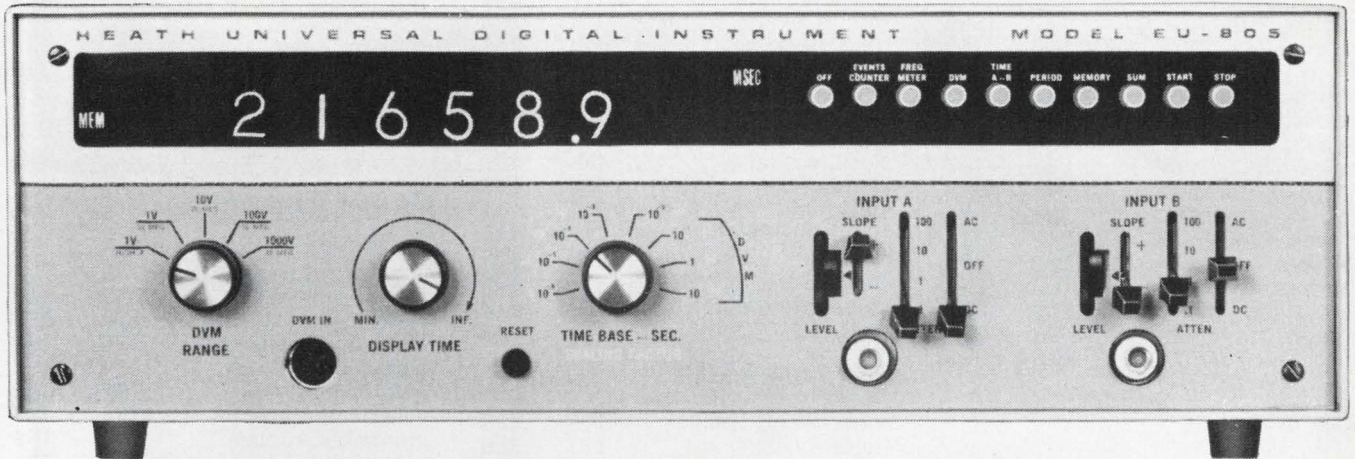 HEATH UNIVERSAL DIGITAL INSTRUMENT MODEL EU-805
MEM
21658.9
MSEC
OFF
EVENTS
COUNTER
FREQ.
METER
DVM
TIME
A–B
PERIOD
MEMORY
SUM
START
STOP
1V
1V
10V
100V
1000V
DVM
RANGE
DVM IN
MIN.
INF.
DISPLAY TIME
RESET
1
10
DVM
TIME BASE – SEC.
INPUT A
SLOPE
+
–
100
10
1
AC
OFF
LEVEL
INPUT B
SLOPE
+
100
10
AC
DC
LEVEL
ATTEN